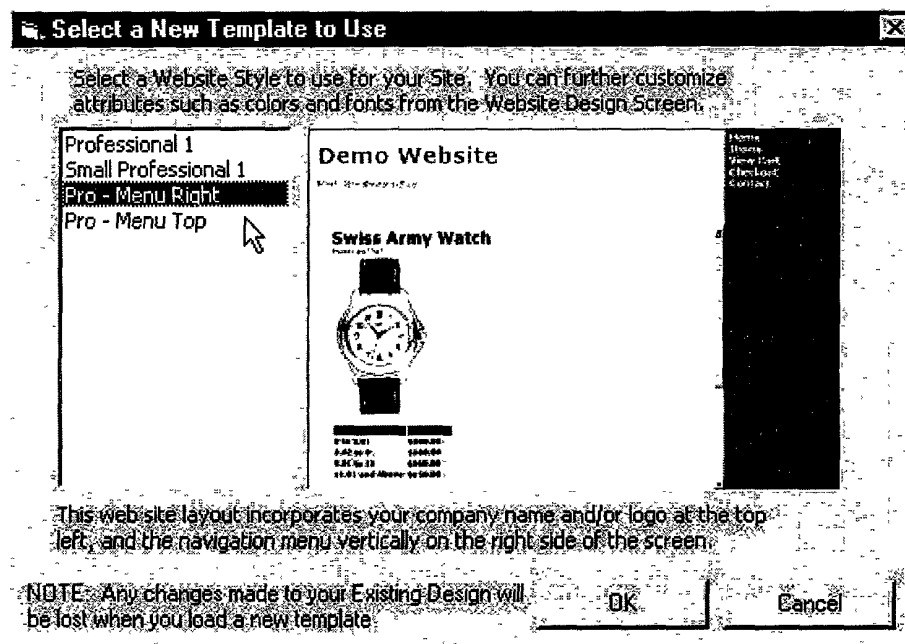 Select a New Template to Use
Select a Website Style to use for your Site. You can further customize
attributes such as colors and fonts from the Website Design Screen.
Professional 1
Small Professional 1
Pro - Menu Right
Pro - Menu Top
Demo Website
Home
View Cart
Checkout
Contact
Swiss Army Watch
This web site layout incorporates your company name and/or logo at the top
left, and the navigation menu vertically on the right side of the screen.
NOTE: Any changes made to your Existing Design will
be lost when you load a new template
OK
Cancel